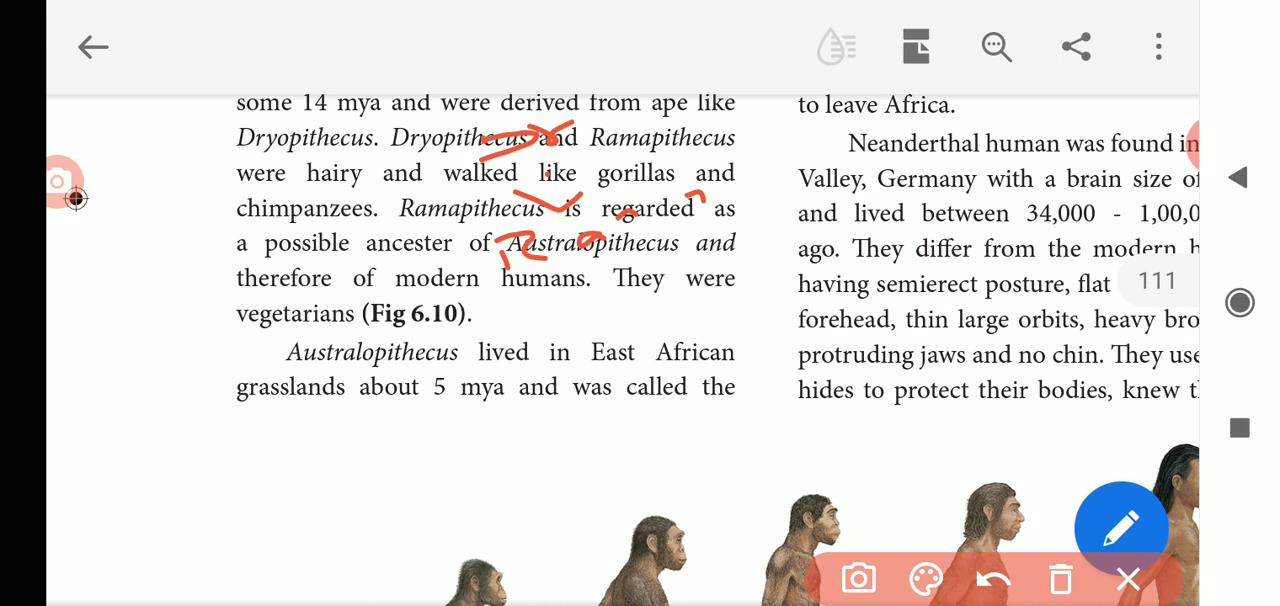 some 14 mya and were derived from ape like
Dryopithecus. Dryopithecus and Ramapithecus
were hairy and walked like gorillas and
chimpanzees. Ramapithecus is regarded as
a possible ancester of Australopithecus and
therefore of modern humans. They were
vegetarians (Fig 6.10).
Australopithecus lived in East African
grasslands about 5 mya and was called the
to leave Africa.
Neanderthal human was found in
Valley, Germany with a brain size of
and lived between 34,000 - 1,00,0
ago. They differ from the modern h
having semierect posture, flat
forehead, thin large orbits, heavy bro
protruding jaws and no chin. They use
hides to protect their bodies, knew t
111